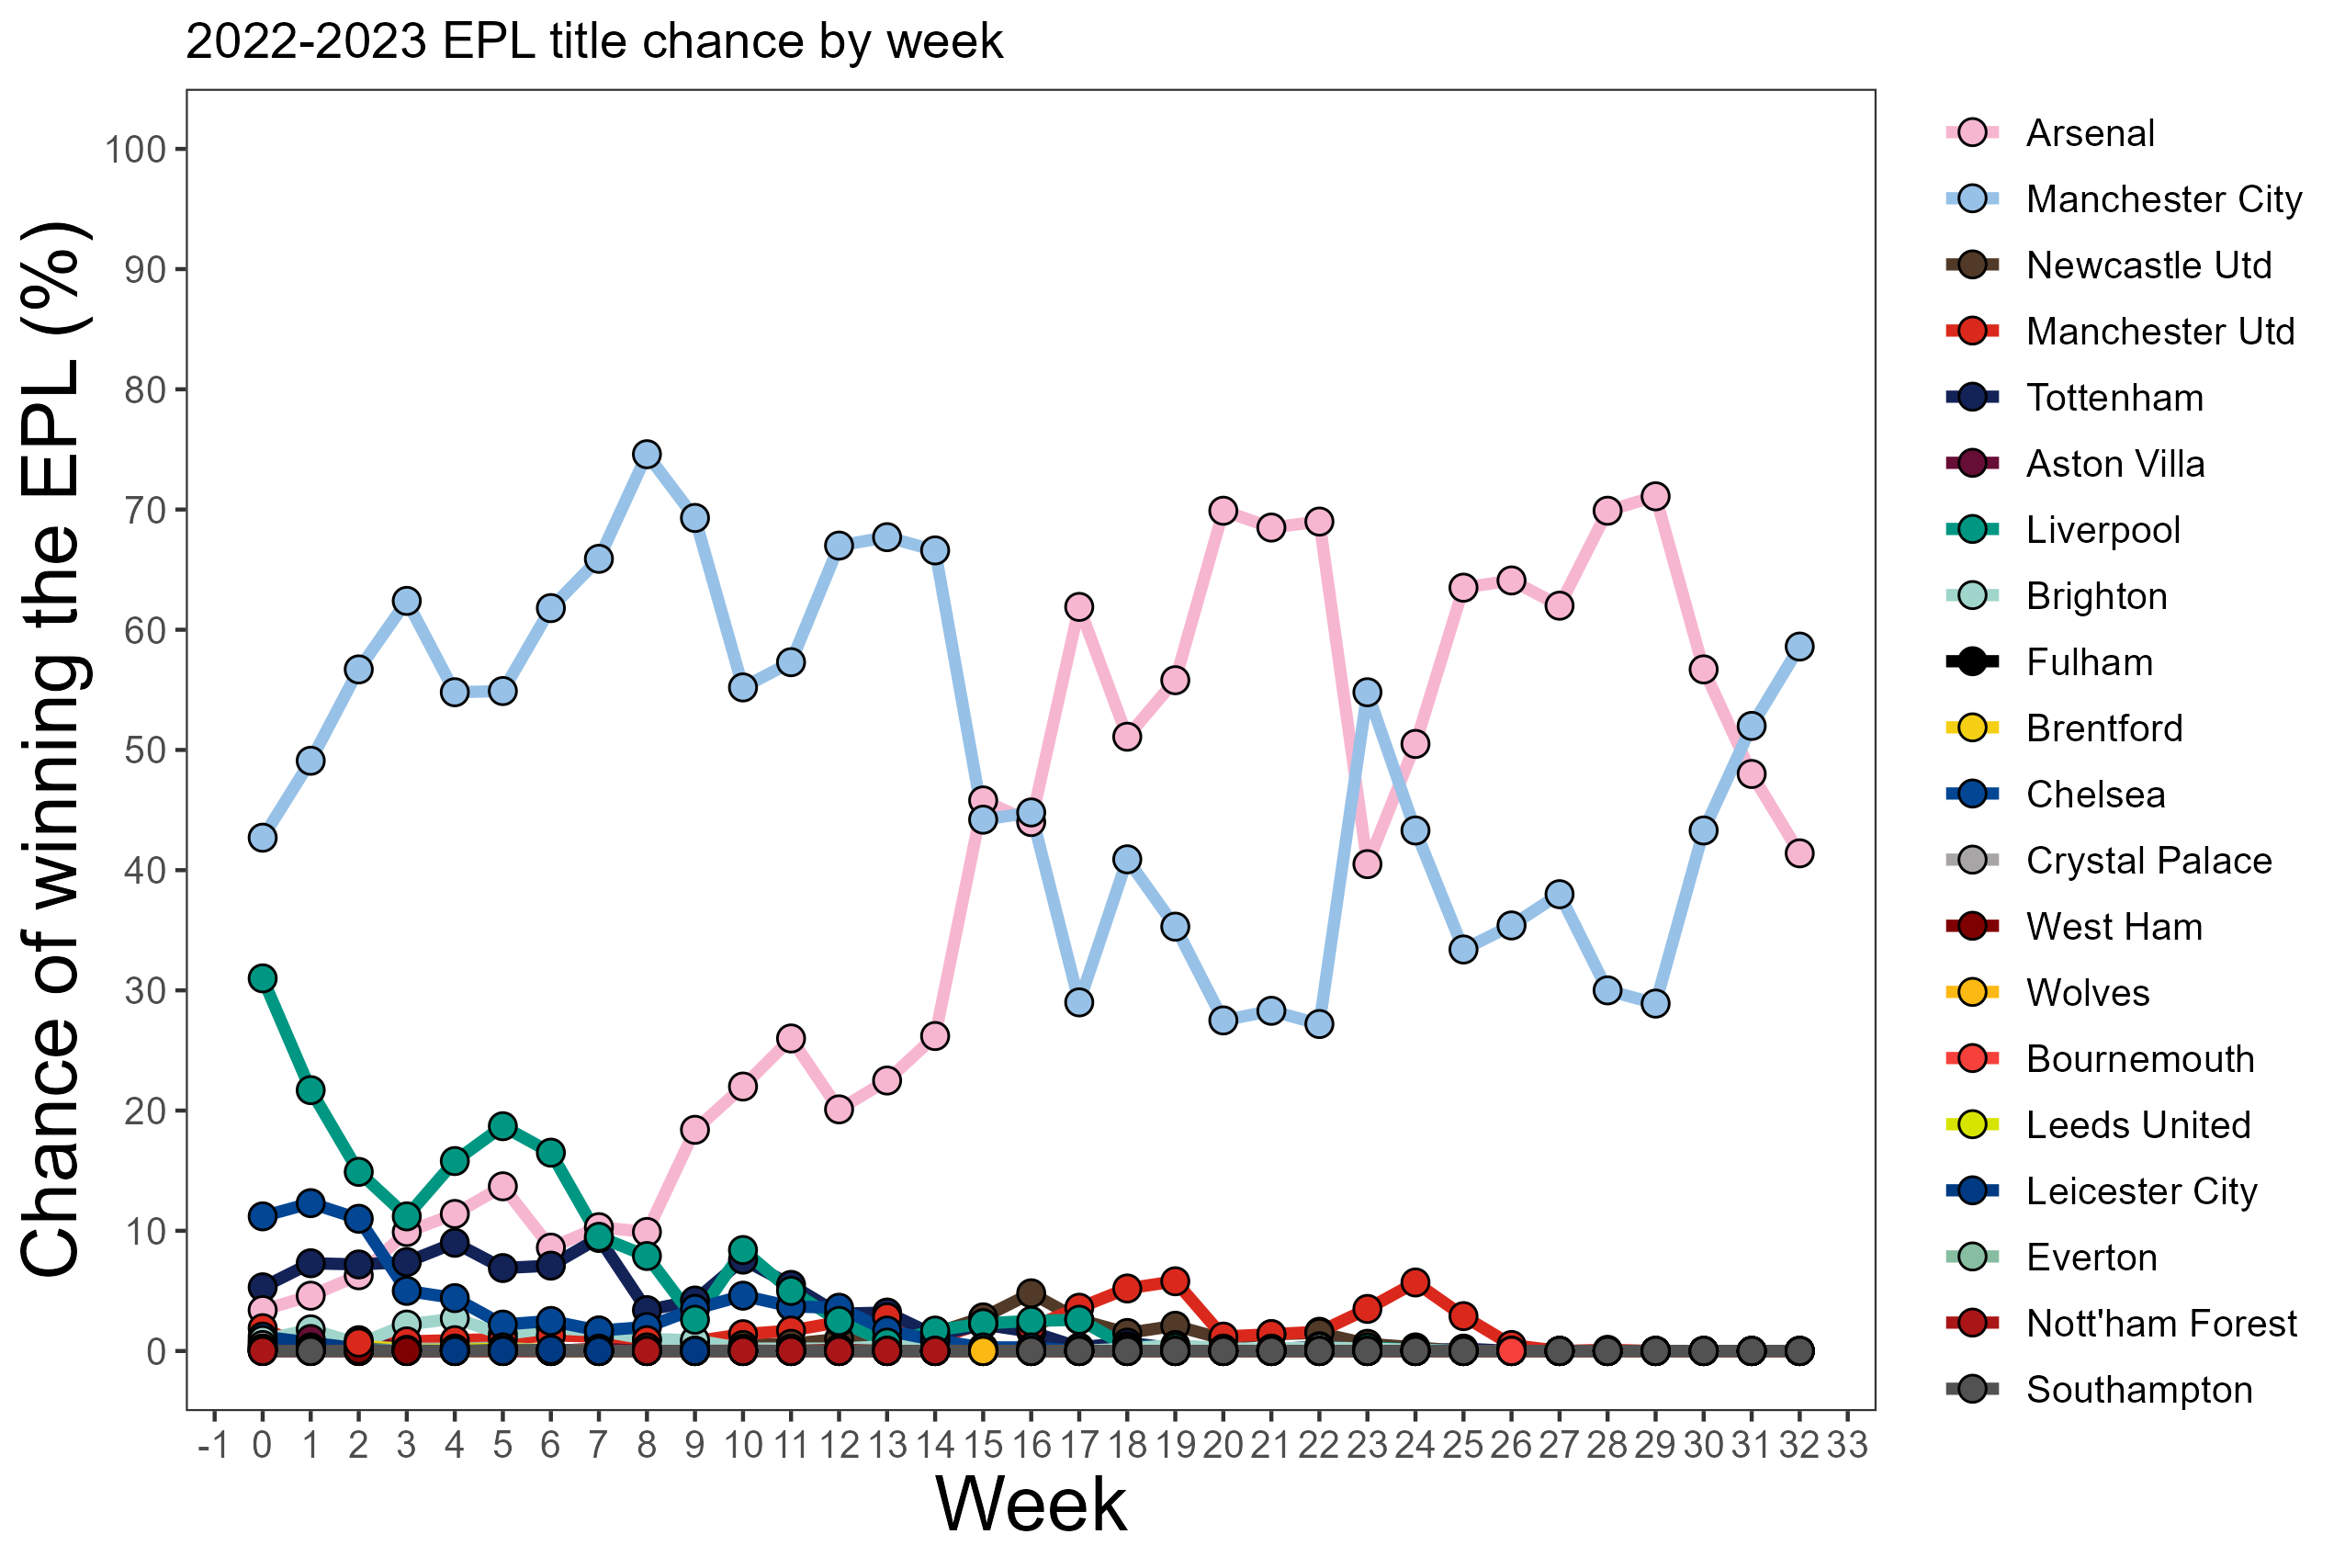 2022-2023 EPL title chance by week
Chance of winning the EPL (%)
100
90
80
70
60
50
40
30
20
10
0
-1 0 1 2 3 4 5 6 7 8 9 10 11 12 13 14 15 16 17 18 19 20 21 22 23 24 25 26 27 28 29 30 31 32 33
Week
Arsenal
Manchester City
Newcastle Utd
Manchester Utd
Tottenham
Aston Villa
Liverpool
Brighton
Fulham
Brentford
Chelsea
Crystal Palace
West Ham
Wolves
Bournemouth
Leeds United
Leicester City
Everton
Nott'ham Forest
Southampton